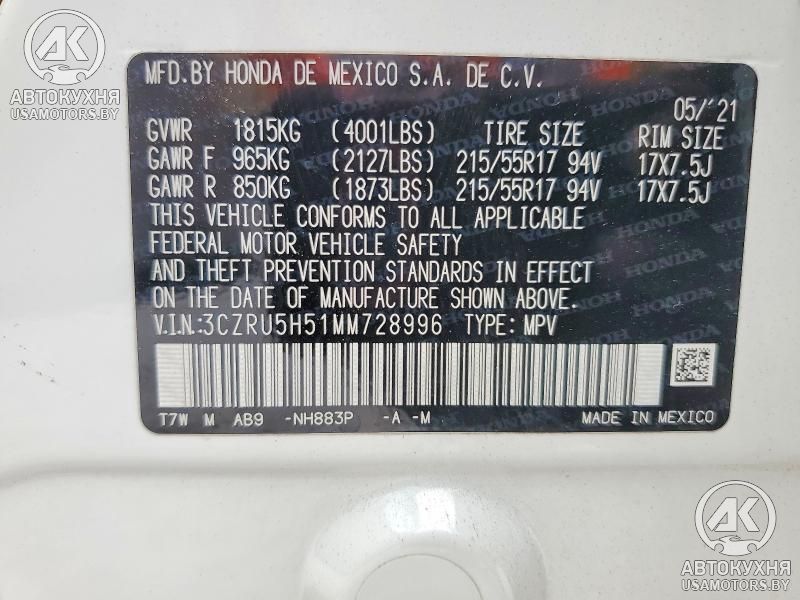 AK
АВТОКУХНЯ
USAMOTORS.BY
MFD.BY HONDA DE MEXICO S.A. DE C.V.
05/'21
GVWR 1815KG (4001LBS) TIRE SIZE RIM SIZE
GAWR F 965KG (2127LBS) 215/55R17 94V 17X7.5J
GAWR R 850KG (1873LBS) 215/55R17 94V 17X7.5J
THIS VEHICLE CONFORMS TO ALL APPLICABLE
FEDERAL MOTOR VEHICLE SAFETY
AND THEFT PREVENTION STANDARDS IN EFFECT
ON THE DATE OF MANUFACTURE SHOWN ABOVE.
V.I.N.:3CZRU5H51MM728996 TYPE: MPV
T7W M AB9 -NH883P -A -M MADE IN MEXICO
AK
АВТОКУХНЯ
USAMOTORS.BY